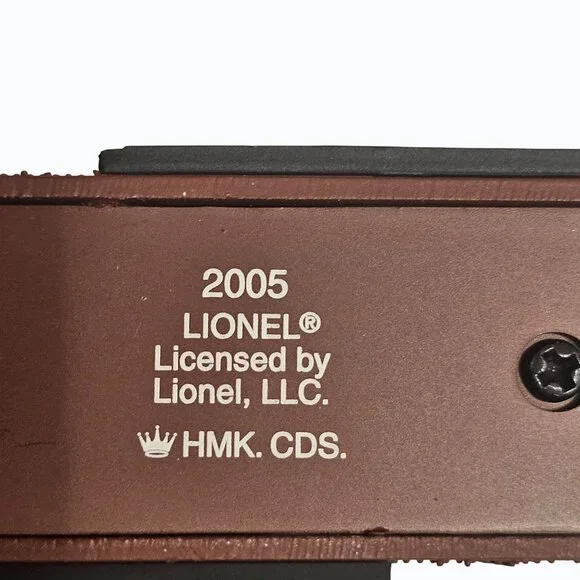 2005
LIONEL®
Licensed by
Lionel, LLC.
HMK. CDS.